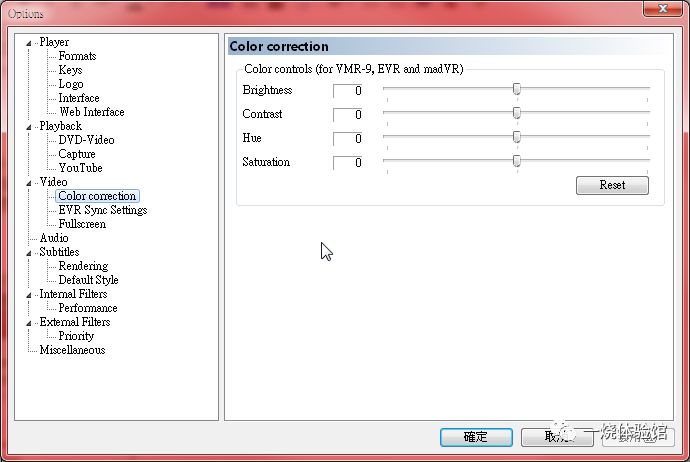 Options
Player
Formats
Keys
Logo
Interface
Web Interface
Playback
DVD-Video
Capture
YouTube
Video
Color correction
EVR Sync Settings
Fullscreen
Audio
Subtitles
Rendering
Default Style
Internal Filters
Performance
External Filters
Priority
Miscellaneous
Color correction
Color controls (for VMR-9, EVR and madVR)
Brightness 0
Contrast 0
Hue 0
Saturation 0
Reset
確定
一烧体验馆